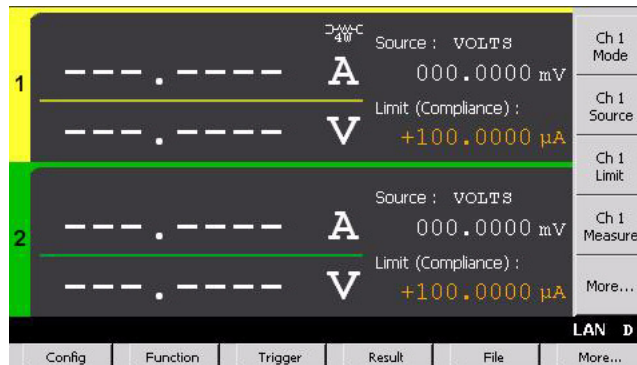 1
4W
---.---- A
Source : VOLTS
000.0000 mV
---.---- V
Limit (Compliance) :
+100.0000 µA
2
---.---- A
Source : VOLTS
000.0000 mV
---.---- V
Limit (Compliance) :
+100.0000 µA
Ch 1
Mode
Ch 1
Source
Ch 1
Limit
Ch 1
Measure
More...
LAN D
Config Function Trigger Result File More...